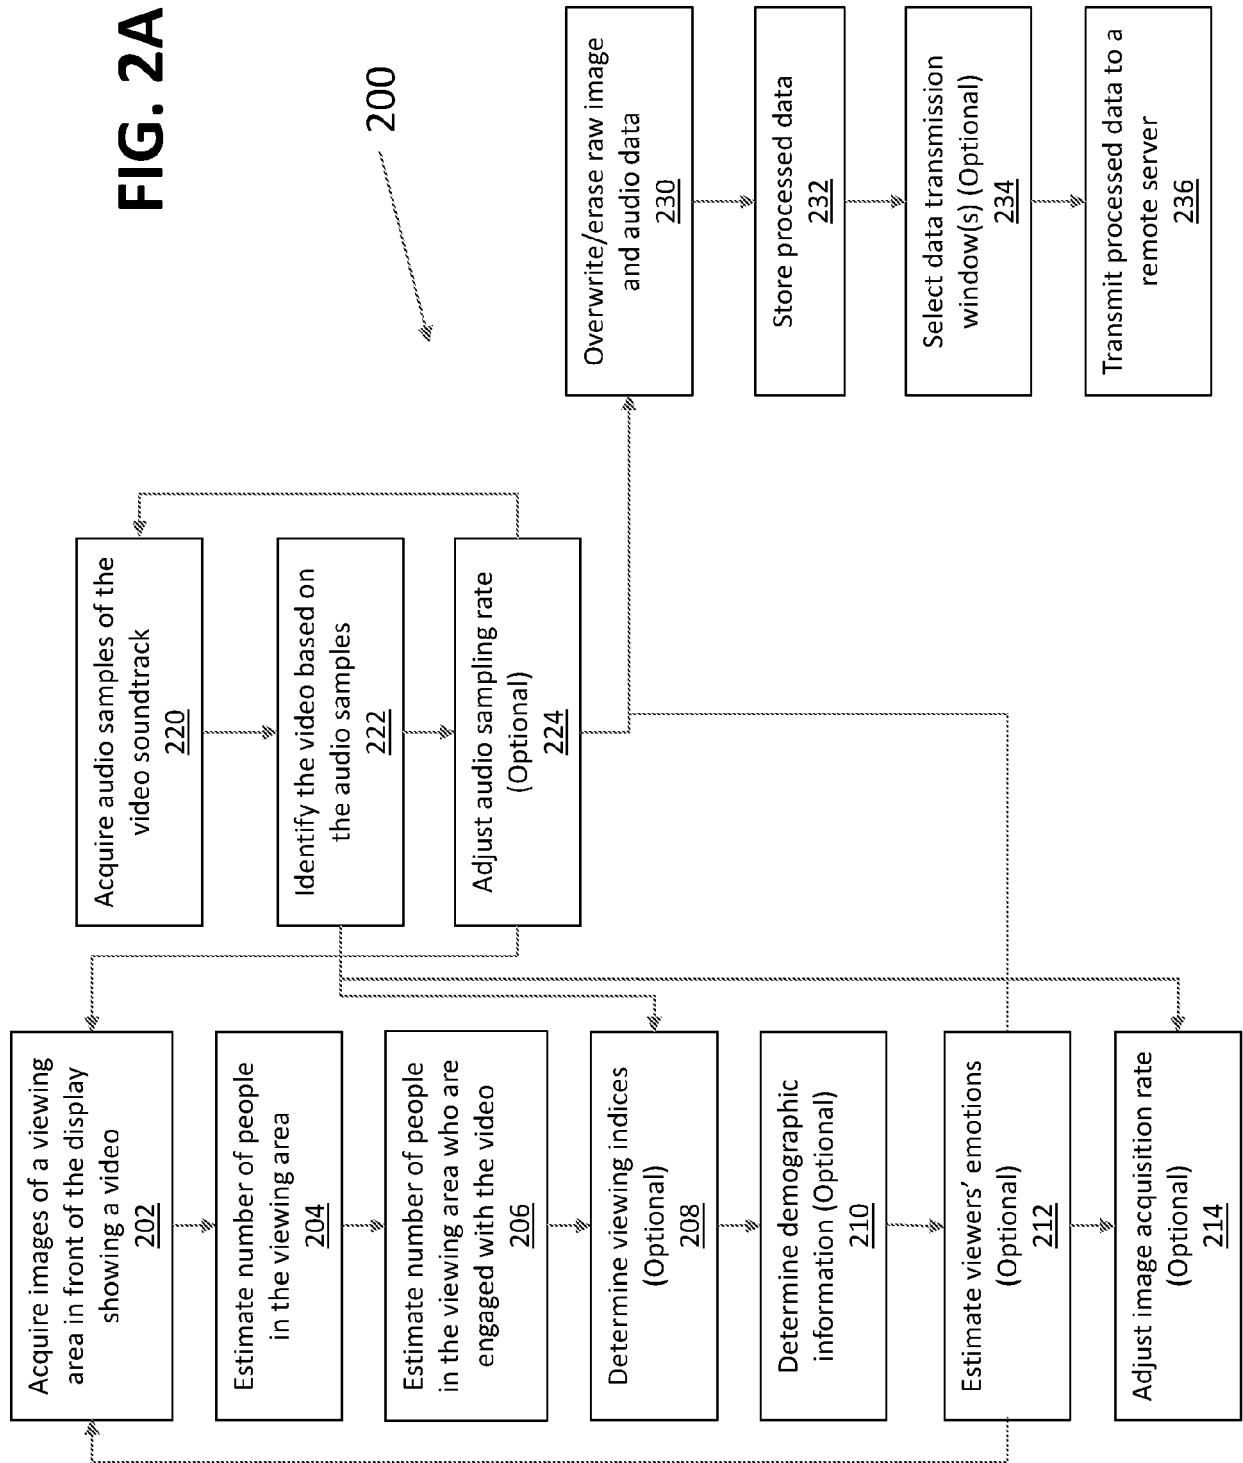 FIG. 2A
200
Acquire images of a viewing
area in front of the display
showing a video
202
Estimate number of people
in the viewing area
204
Estimate number of people
in the viewing area who are
engaged with the video
206
Determine viewing indices
(Optional)
208
Determine demographic
information (Optional)
210
Estimate viewers’ emotions
(Optional)
212
Adjust image acquisition rate
(Optional)
214
Acquire audio samples of the
video soundtrack
220
Identify the video based on
the audio samples
222
Adjust audio sampling rate
(Optional)
224
Overwrite/erase raw image
and audio data
230
Store processed data
232
Select data transmission
window(s) (Optional)
234
Transmit processed data to a
remote server
236